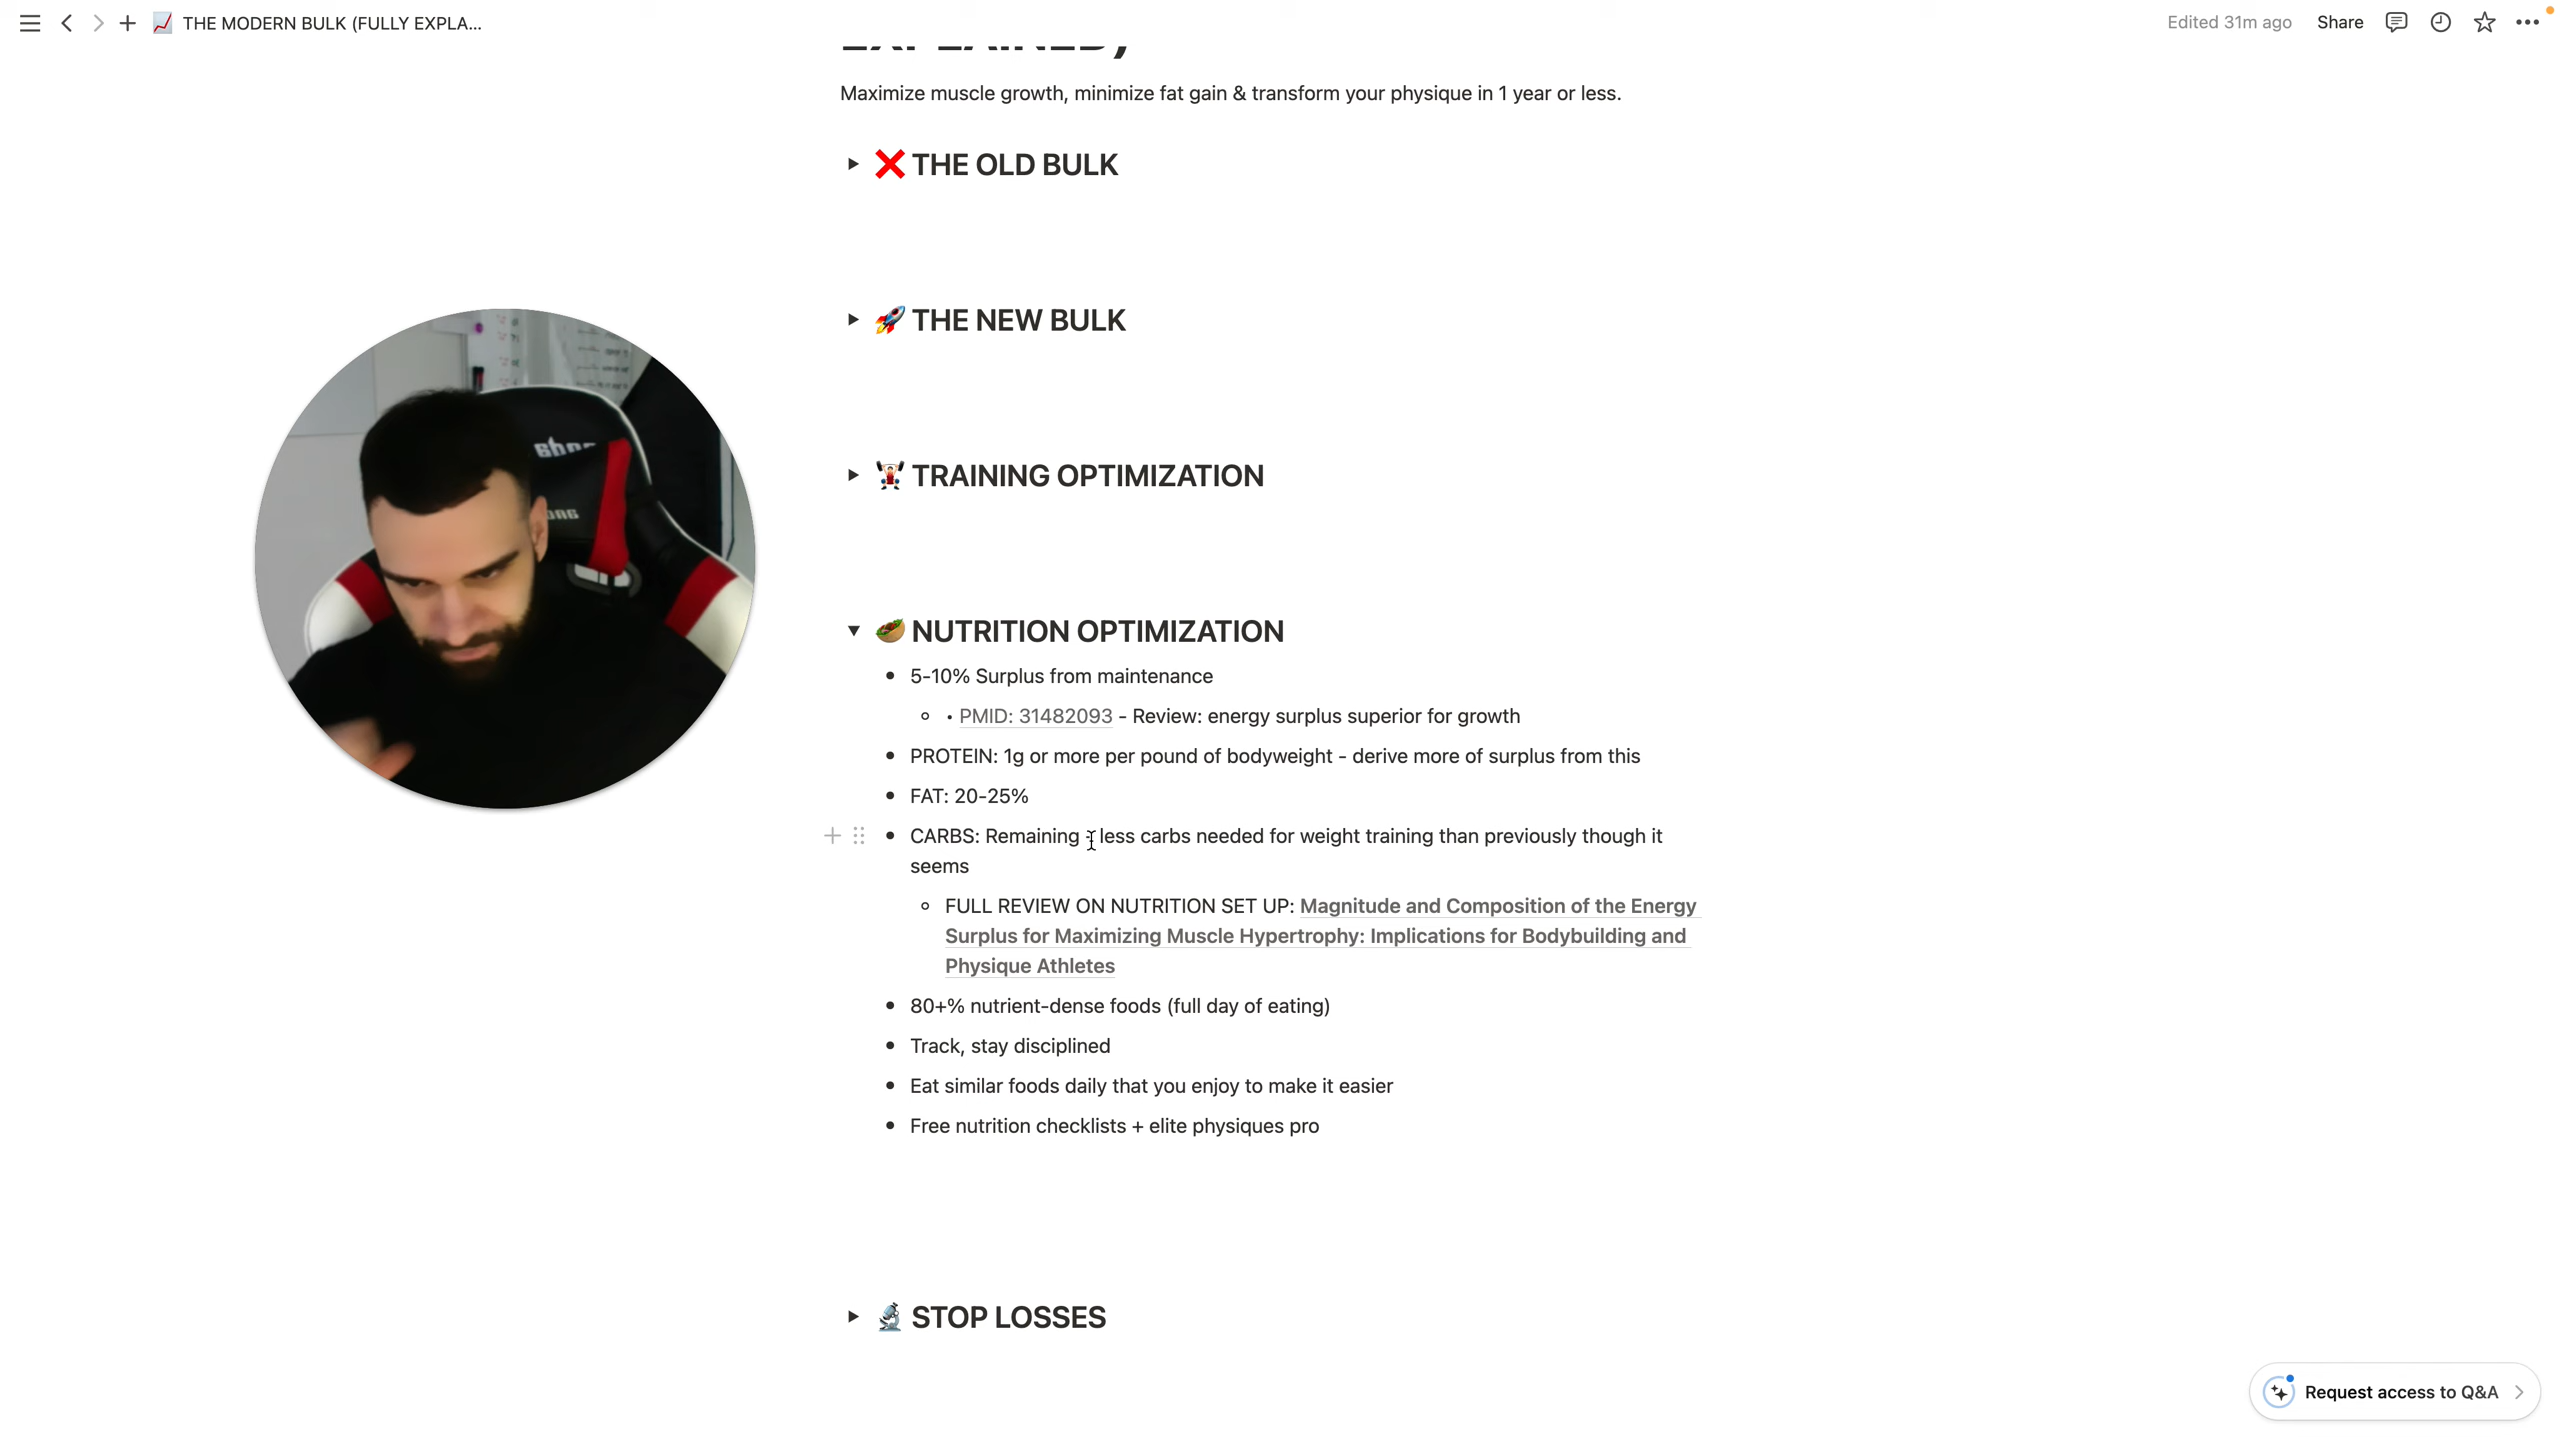 THE MODERN BULK (FULLY EXPLA...
Edited 31m ago
Share
Maximize muscle growth, minimize fat gain & transform your physique in 1 year or less.
THE OLD BULK
THE NEW BULK
TRAINING OPTIMIZATION
NUTRITION OPTIMIZATION
5-10% Surplus from maintenance
• PMID: 31482093 - Review: energy surplus superior for growth
PROTEIN: 1g or more per pound of bodyweight - derive more of surplus from this
FAT: 20-25%
CARBS: Remaining - less carbs needed for weight training than previously though it
seems
FULL REVIEW ON NUTRITION SET UP: Magnitude and Composition of the Energy
Surplus for Maximizing Muscle Hypertrophy: Implications for Bodybuilding and
Physique Athletes
80+% nutrient-dense foods (full day of eating)
Track, stay disciplined
Eat similar foods daily that you enjoy to make it easier
Free nutrition checklists + elite physiques pro
STOP LOSSES
Request access to Q&A